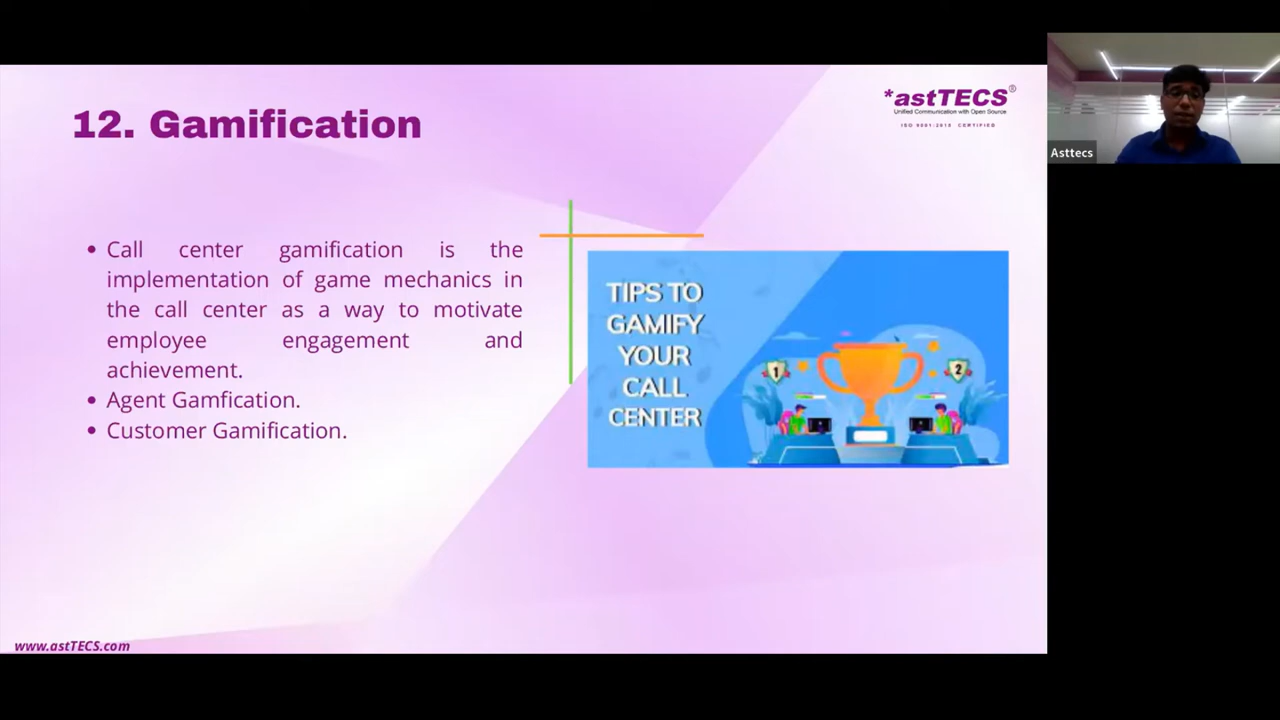 12. Gamification
*astTECS®
Unified Communication with Open Source
ISO 9001:2015 CERTIFIED
Asttecs
• Call center gamification is the
implementation of game mechanics in
the call center as a way to motivate
employee engagement and
achievement.
• Agent Gamfication.
• Customer Gamification.
TIPS TO
GAMIFY
YOUR
CALL
CENTER
1
2
www.astTECS.com